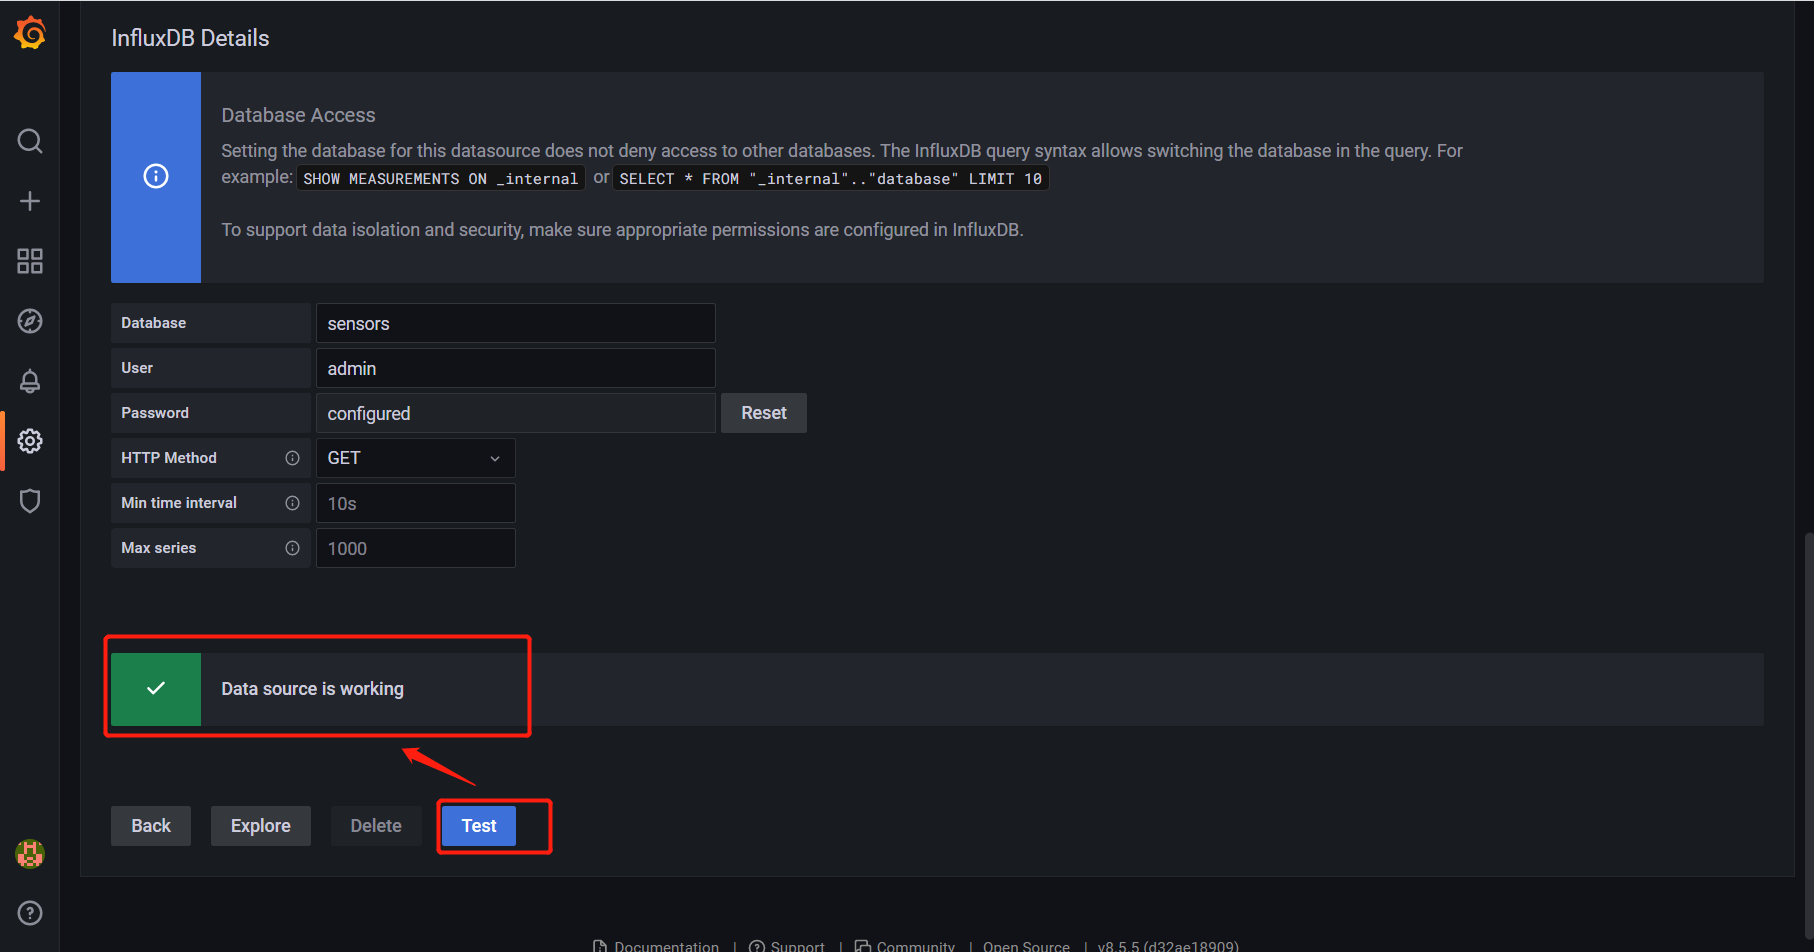 InfluxDB Details
Database Access
Setting the database for this datasource does not deny access to other databases. The InfluxDB query syntax allows switching the database in the query. For
example: SHOW MEASUREMENTS ON _internal or SELECT * FROM "_internal".."database" LIMIT 10
To support data isolation and security, make sure appropriate permissions are configured in InfluxDB.
Database sensors
User admin
Password configured Reset
HTTP Method GET
Min time interval 10s
Max series 1000
Data source is working
Back Explore Delete Test
Documentation | Support | Community | Open Source | v8.5.5 (d32ae18909)